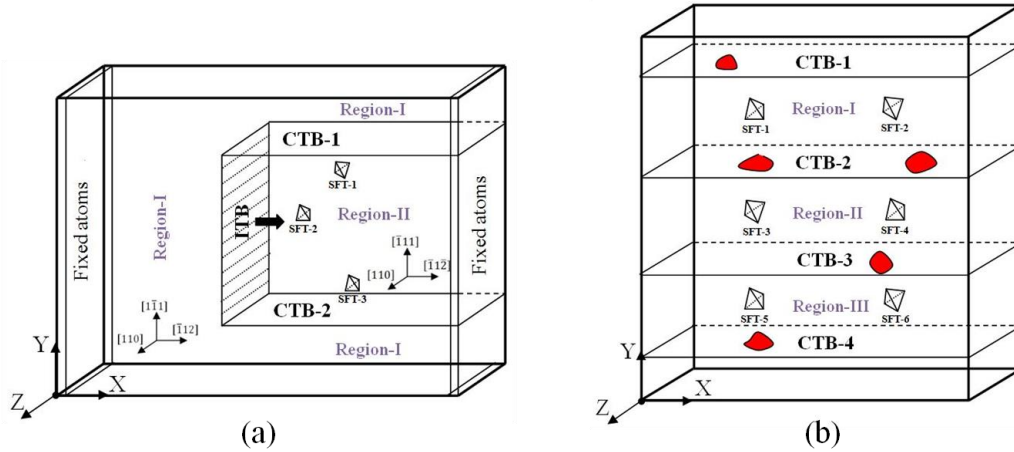 Region-I
CTB-1
SFT-1
Fixed atoms
Region-I
ITB
SFT-2
Region-II
Fixed atoms
[1̄11]
[110]
[1̄12̄]
SFT-3
CTB-2
[11̄1]
[110]
[1̄12]
Region-I
Y
X
Z
(a)
CTB-1
Region-I
SFT-1
SFT-2
CTB-2
Region-II
SFT-3
SFT-4
CTB-3
Region-III
SFT-5
SFT-6
CTB-4
Y
X
Z
(b)